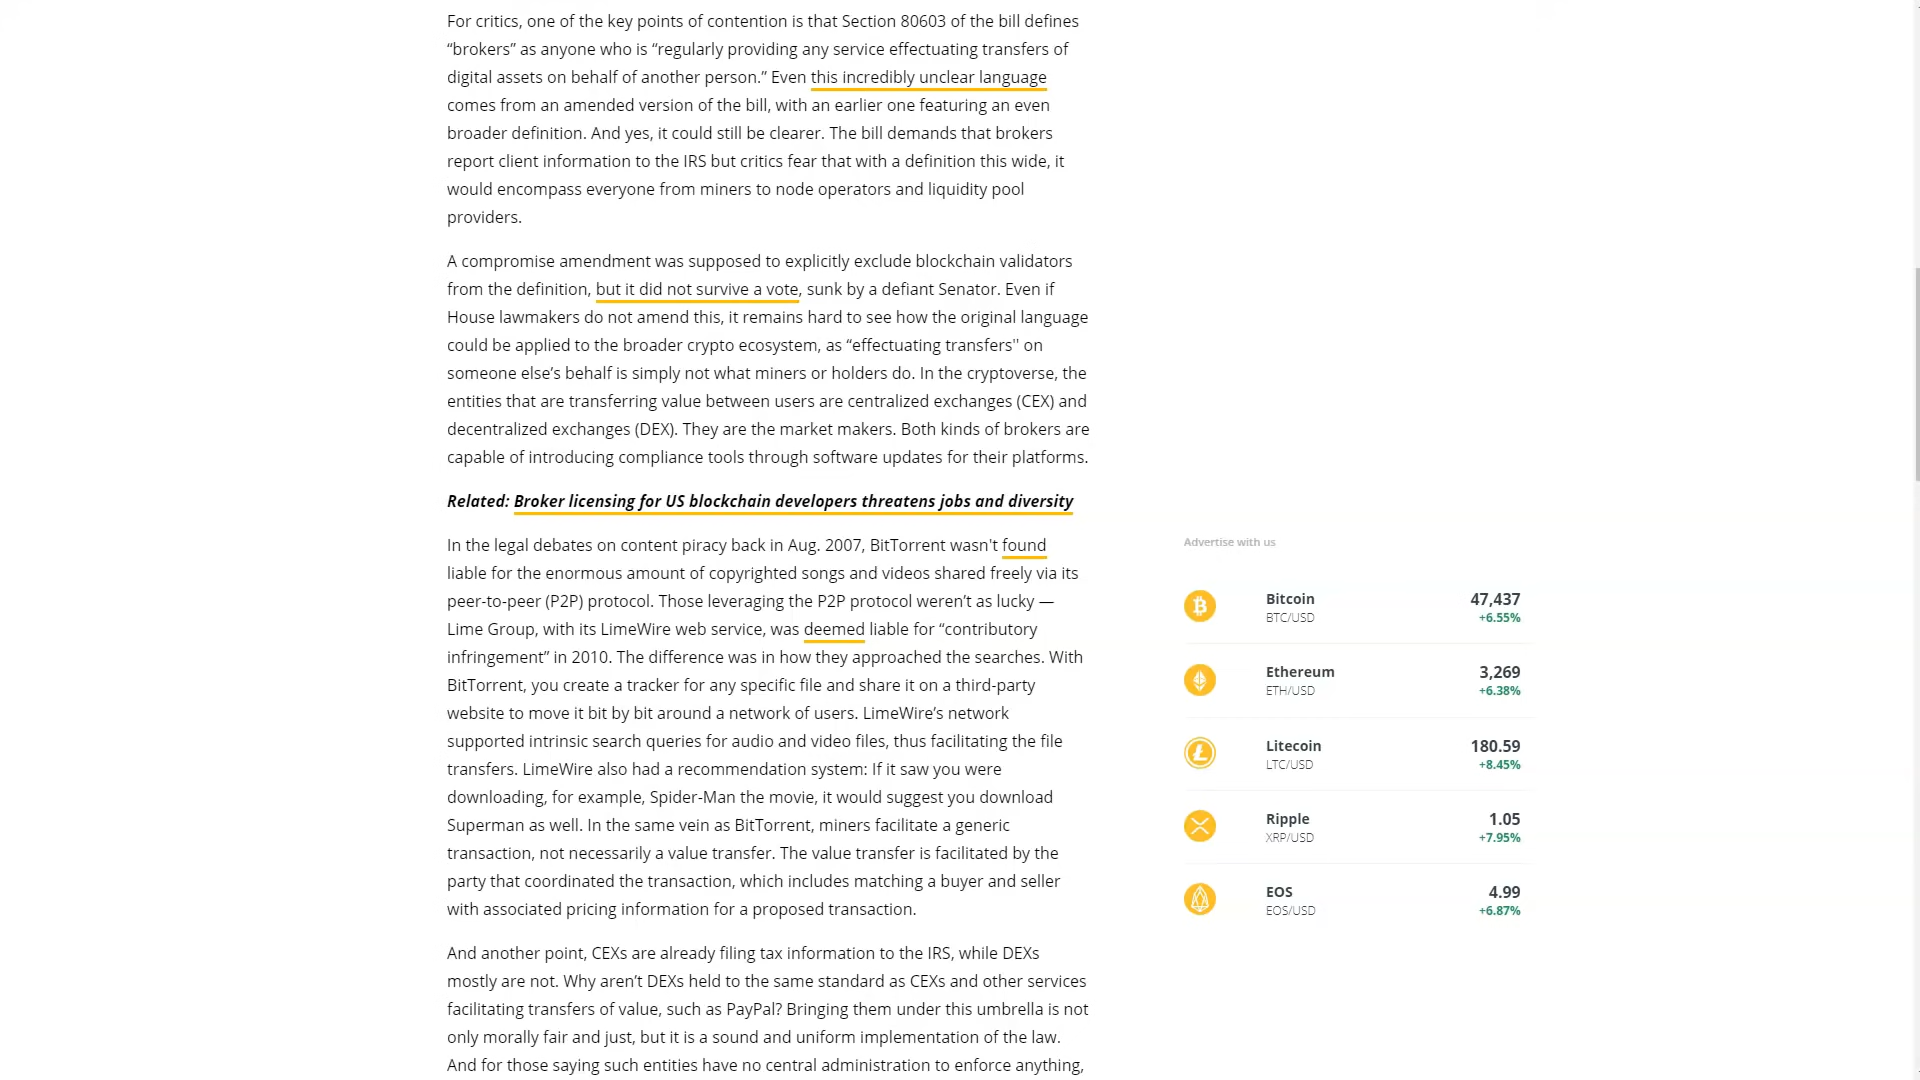 For critics, one of the key points of contention is that Section 80603 of the bill defines
“brokers” as anyone who is “regularly providing any service effectuating transfers of
digital assets on behalf of another person.” Even this incredibly unclear language
comes from an amended version of the bill, with an earlier one featuring an even
broader definition. And yes, it could still be clearer. The bill demands that brokers
report client information to the IRS but critics fear that with a definition this wide, it
would encompass everyone from miners to node operators and liquidity pool
providers.
A compromise amendment was supposed to explicitly exclude blockchain validators
from the definition, but it did not survive a vote, sunk by a defiant Senator. Even if
House lawmakers do not amend this, it remains hard to see how the original language
could be applied to the broader crypto ecosystem, as “effectuating transfers'' on
someone else’s behalf is simply not what miners or holders do. In the cryptoverse, the
entities that are transferring value between users are centralized exchanges (CEX) and
decentralized exchanges (DEX). They are the market makers. Both kinds of brokers are
capable of introducing compliance tools through software updates for their platforms.
Related: Broker licensing for US blockchain developers threatens jobs and diversity
In the legal debates on content piracy back in Aug. 2007, BitTorrent wasn't found
liable for the enormous amount of copyrighted songs and videos shared freely via its
peer-to-peer (P2P) protocol. Those leveraging the P2P protocol weren’t as lucky —
Lime Group, with its LimeWire web service, was deemed liable for “contributory
infringement” in 2010. The difference was in how they approached the searches. With
BitTorrent, you create a tracker for any specific file and share it on a third-party
website to move it bit by bit around a network of users. LimeWire’s network
supported intrinsic search queries for audio and video files, thus facilitating the file
transfers. LimeWire also had a recommendation system: If it saw you were
downloading, for example, Spider-Man the movie, it would suggest you download
Superman as well. In the same vein as BitTorrent, miners facilitate a generic
transaction, not necessarily a value transfer. The value transfer is facilitated by the
party that coordinated the transaction, which includes matching a buyer and seller
with associated pricing information for a proposed transaction.
And another point, CEXs are already filing tax information to the IRS, while DEXs
mostly are not. Why aren’t DEXs held to the same standard as CEXs and other services
facilitating transfers of value, such as PayPal? Bringing them under this umbrella is not
only morally fair and just, but it is a sound and uniform implementation of the law.
And for those saying such entities have no central administration to enforce anything,
Advertise with us
Bitcoin 47,437
BTC/USD +6.55%
Ethereum 3,269
ETH/USD +6.38%
Litecoin 180.59
LTC/USD +8.45%
Ripple 1.05
XRP/USD +7.95%
EOS 4.99
EOS/USD +6.87%